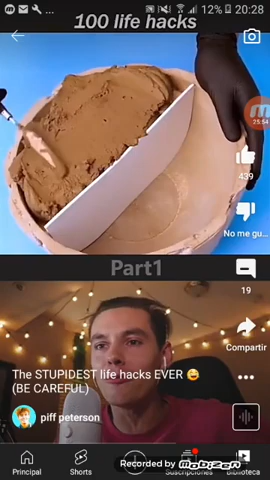 12% 20:28
100 life hacks
25:54
439
No me gu...
Part1
19
Compartir
The STUPIDEST life hacks EVER 😂
(BE CAREFUL)
piff peterson
Recorded by
MOBIZEN
Principal
Shorts
Suscripciones
Biblioteca